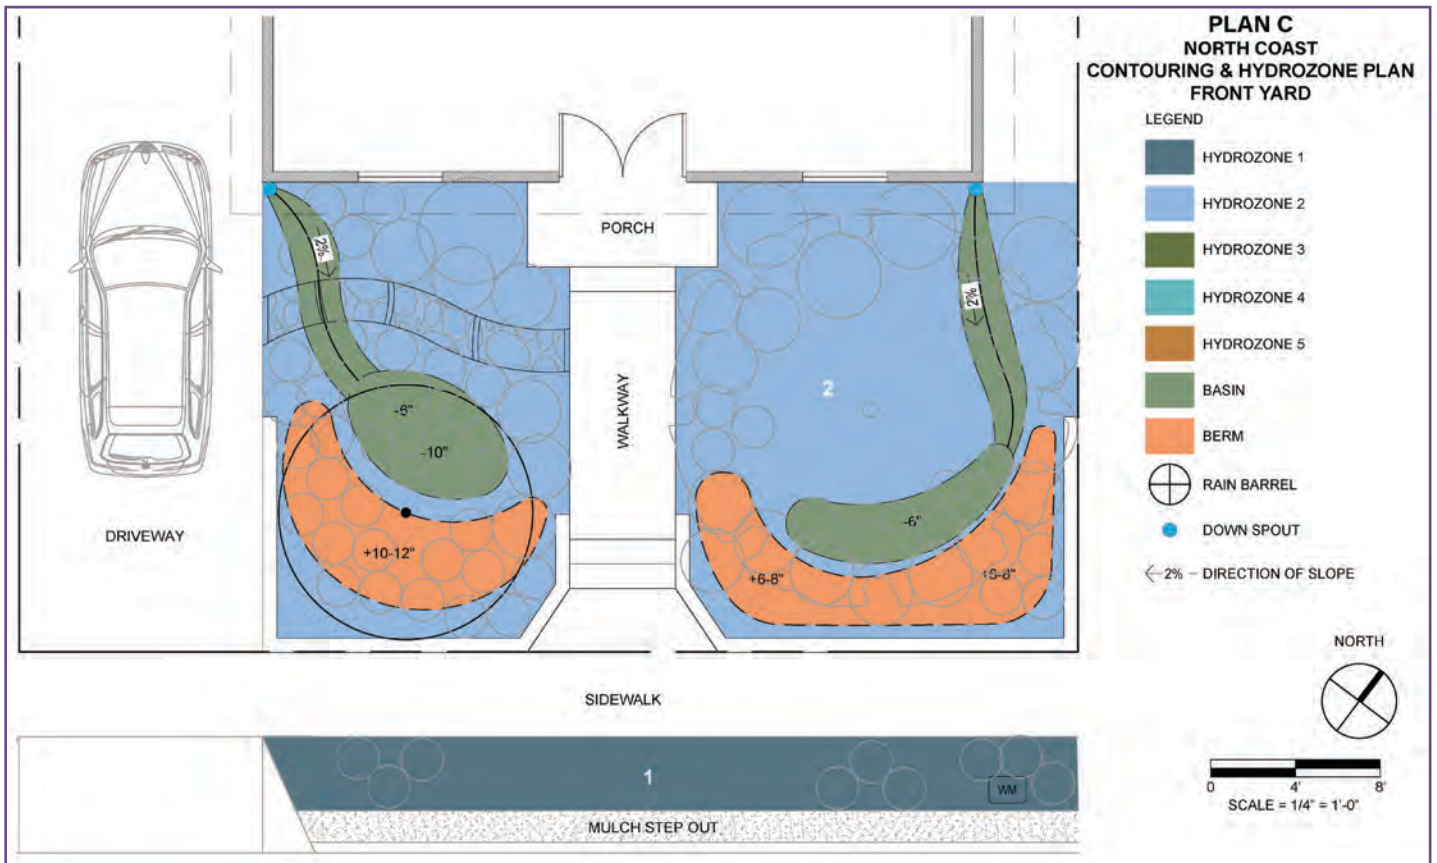 PLAN C
NORTH COAST
CONTOURING & HYDROZONE PLAN
FRONT YARD
LEGEND
HYDROZONE 1
HYDROZONE 2
HYDROZONE 3
HYDROZONE 4
HYDROZONE 5
BASIN
BERM
RAIN BARREL
DOWN SPOUT
2%
DIRECTION OF SLOPE
NORTH
0
4'
8'
SCALE = 1/4" = 1'-0"
PORCH
2%
2%
WALKWAY
2
-6"
-10"
-6"
DRIVEWAY
+10-12"
+6-8"
+6-8"
SIDEWALK
1
WM
MULCH STEP OUT